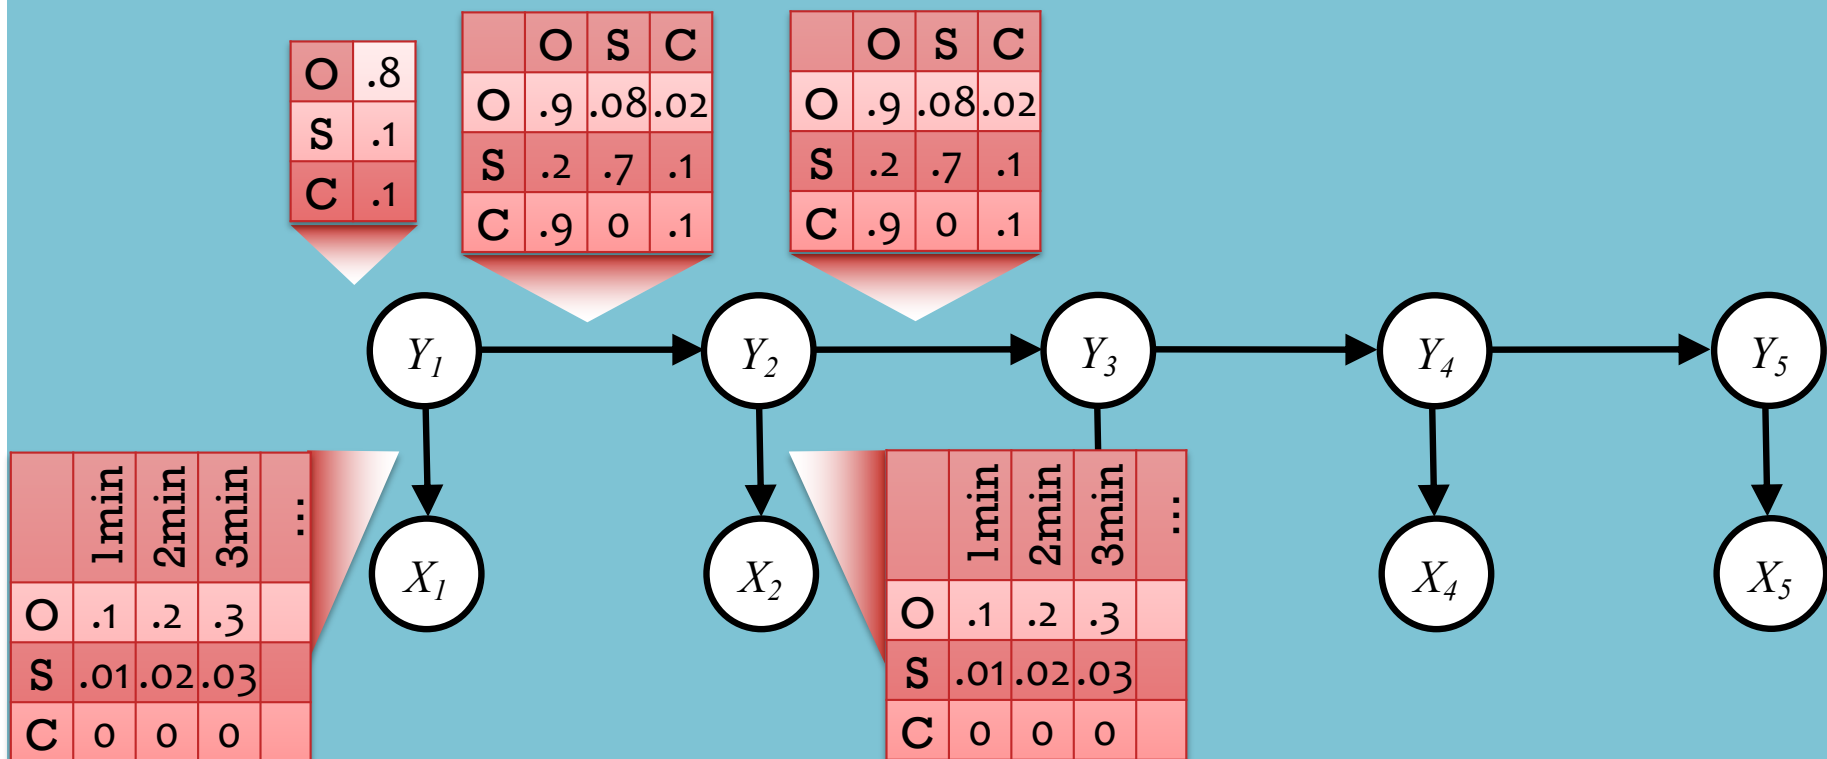 O .8
S .1
C .1
O S C
O .9 .08 .02
S .2 .7 .1
C .9 0 .1
O S C
O .9 .08 .02
S .2 .7 .1
C .9 0 .1
Y1 Y2 Y3 Y4 Y5
1min 2min 3min ...
O .1 .2 .3
S .01 .02 .03
C 0 0 0
X1 X2
1min 2min 3min ...
O .1 .2 .3
S .01 .02 .03
C 0 0 0
X4 X5